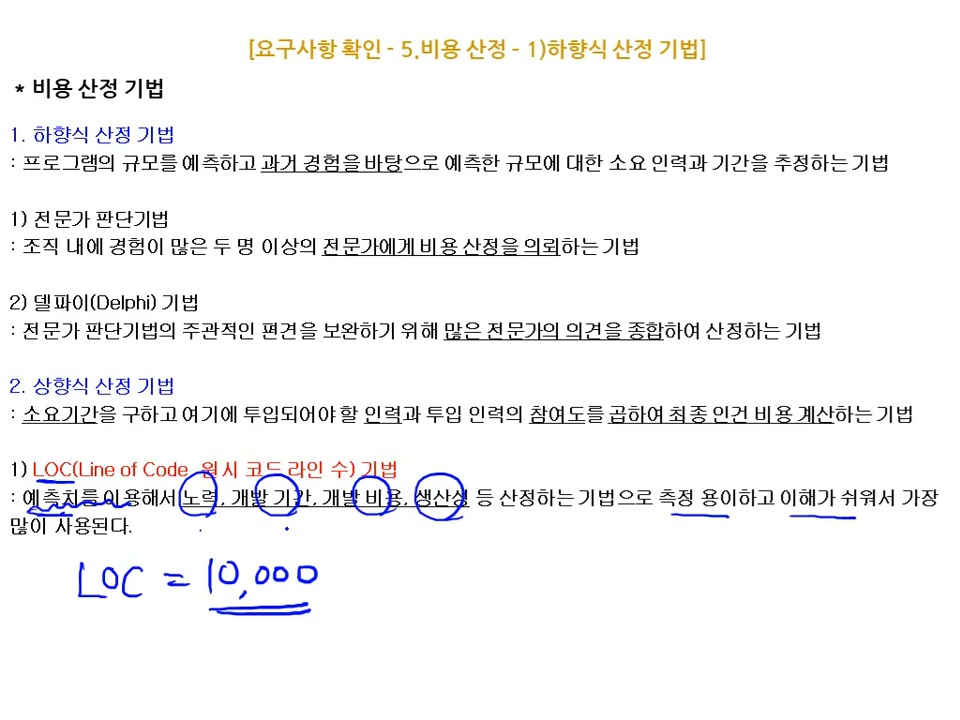 [요구사항 확인 - 5.비용 산정 - 1)하향식 산정 기법]
* 비용 산정 기법
1. 하향식 산정 기법
: 프로그램의 규모를 예측하고 과거 경험을 바탕으로 예측한 규모에 대한 소요 인력과 기간을 추정하는 기법
1) 전문가 판단기법
: 조직 내에 경험이 많은 두 명 이상의 전문가에게 비용 산정을 의뢰하는 기법
2) 델파이(Delphi) 기법
: 전문가 판단기법의 주관적인 편견을 보완하기 위해 많은 전문가의 의견을 종합하여 산정하는 기법
2. 상향식 산정 기법
: 소요기간을 구하고 여기에 투입되어야 할 인력과 투입 인력의 참여도를 곱하여 최종 인건 비용 계산하는 기법
1) LOC(Line of Code, 원시 코드 라인 수) 기법
: 예측치를 이용해서 노력, 개발 기간, 개발 비용, 생산성 등 산정하는 기법으로 측정 용이하고 이해가 쉬워서 가장
많이 사용된다.
LOC = 10,000